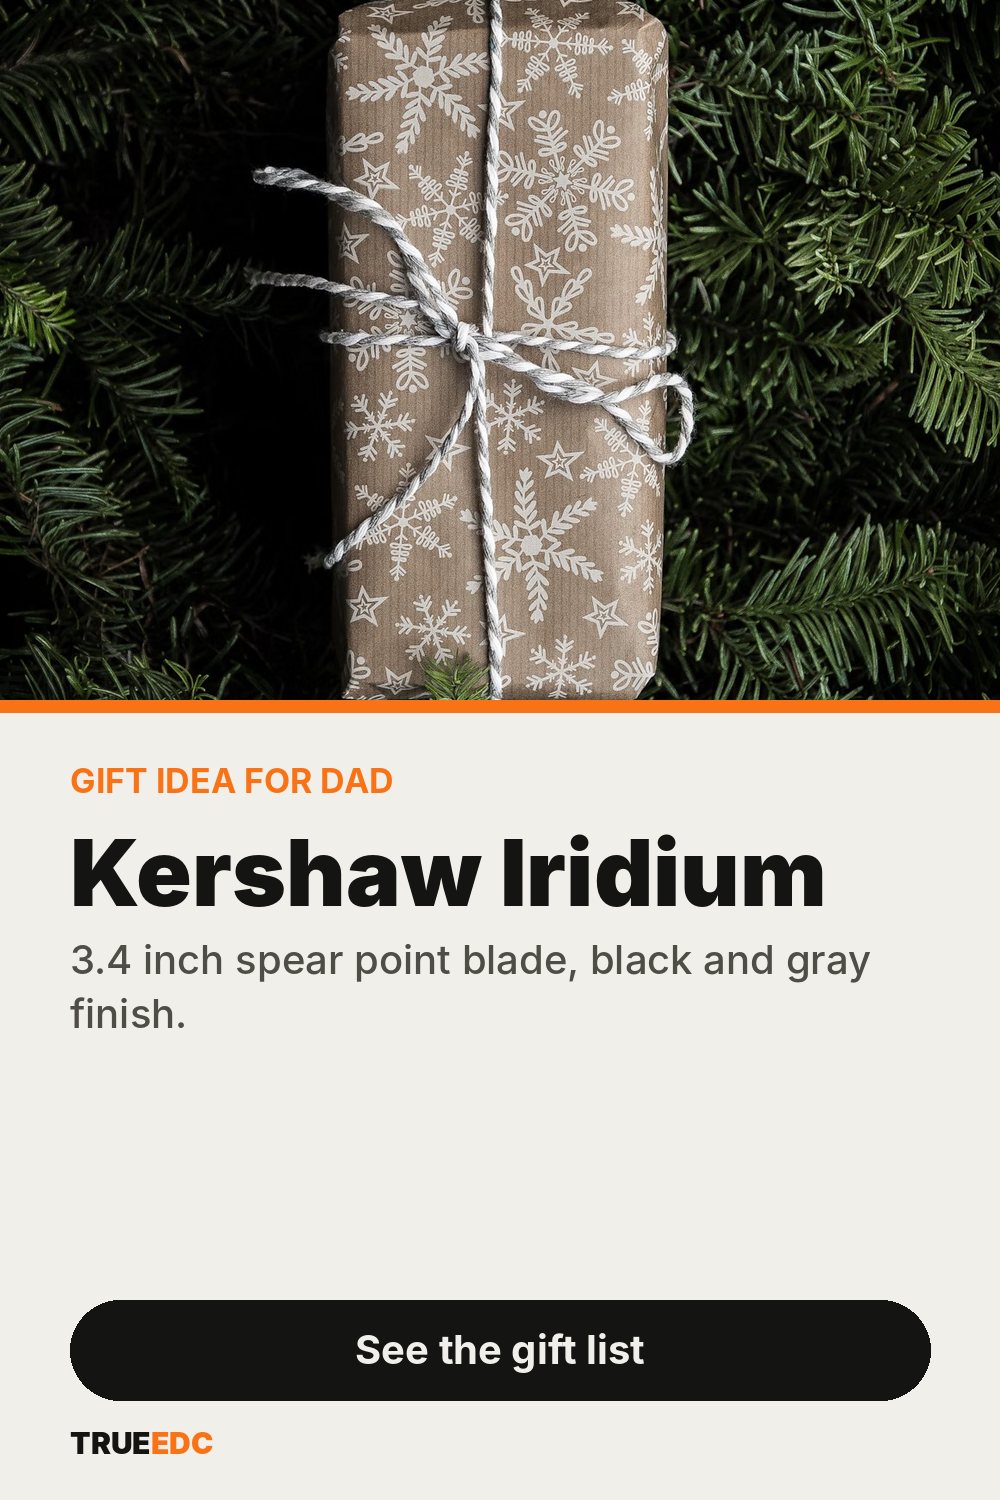 GIFT IDEA FOR DAD
Kershaw Iridium
3.4 inch spear point blade, black and gray
finish.
See the gift list
TRUEEDC